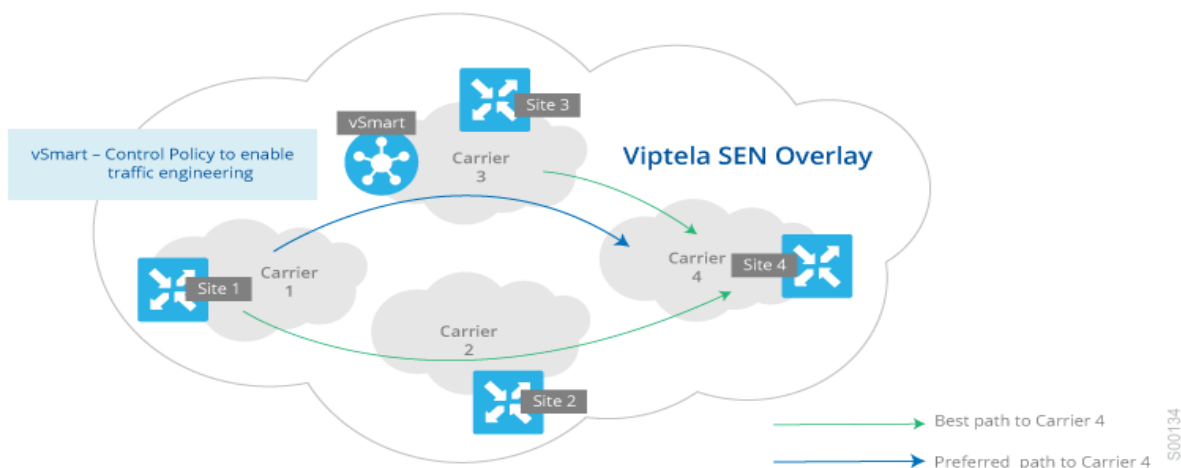 Site 3
vSmart
vSmart – Control Policy to enable
traffic engineering
Carrier
3
Viptela SEN Overlay
Carrier
1
Site 1
Carrier
4
Site 4
Carrier
2
Site 2
Best path to Carrier 4
Preferred path to Carrier 4
S00134